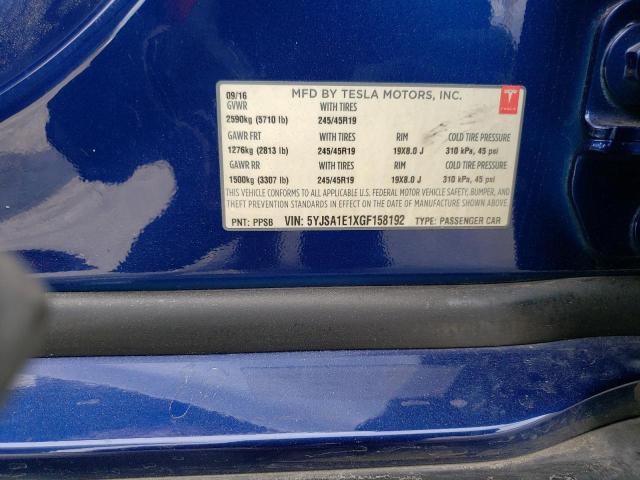 09/16 MFD BY TESLA MOTORS, INC.
GVWR WITH TIRES
2590kg (5710 lb) 245/45R19
GAWR FRT WITH TIRES RIM COLD TIRE PRESSURE
1276kg (2813 lb) 245/45R19 19X8.0 J 310 kPa, 45 psi
GAWR RR WITH TIRES RIM COLD TIRE PRESSURE
1500kg (3307 lb) 245/45R19 19X8.0 J 310 kPa, 45 psi
THIS VEHICLE CONFORMS TO ALL APPLICABLE U.S. FEDERAL MOTOR VEHICLE SAFETY, BUMPER, AND
THEFT PREVENTION STANDARDS IN EFFECT ON THE DATE OF MANUFACTURE SHOWN ABOVE.
PNT: PPSB VIN: 5YJSA1E1XGF158192 TYPE: PASSENGER CAR
TESLA